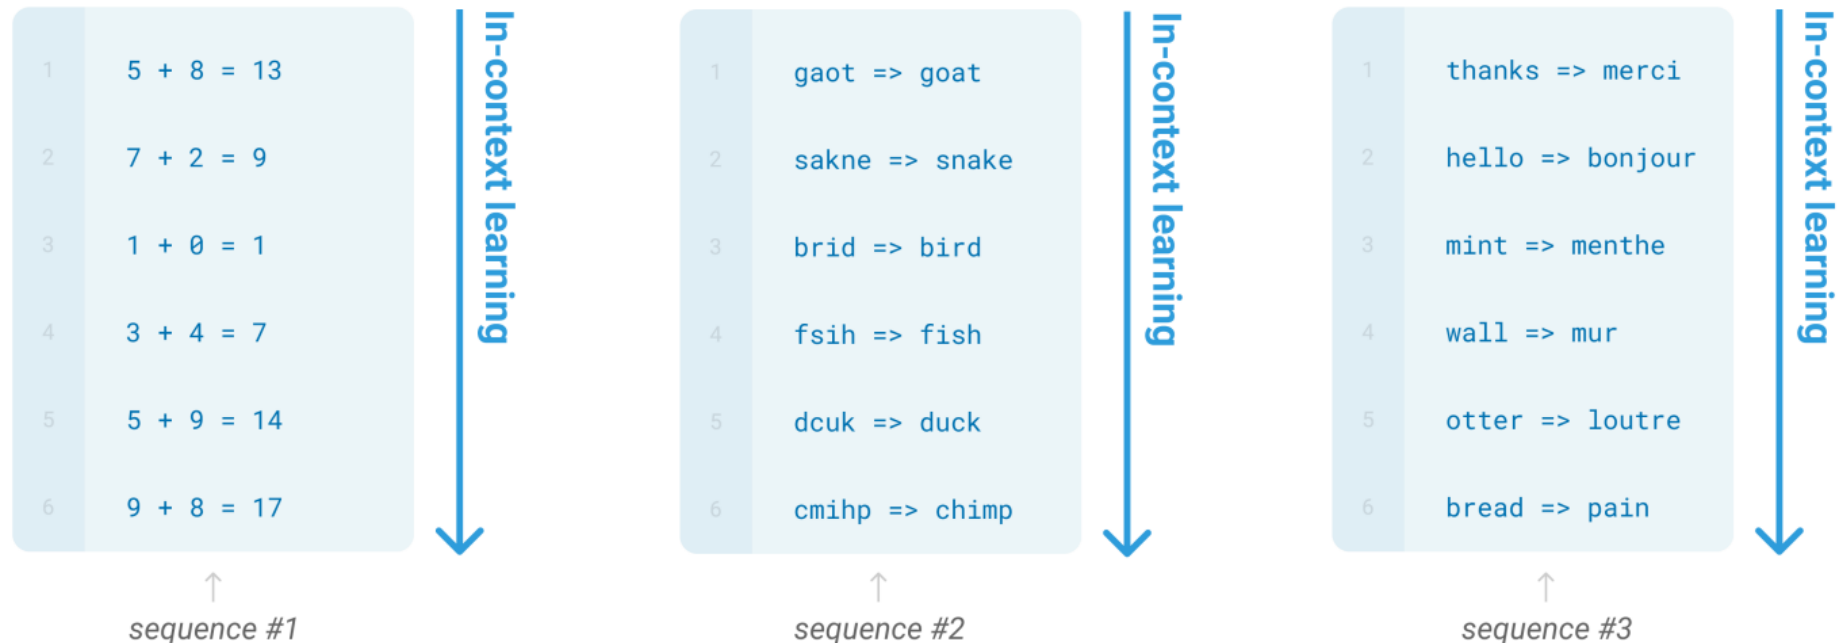 1 5 + 8 = 13
2 7 + 2 = 9
3 1 + 0 = 1
4 3 + 4 = 7
5 5 + 9 = 14
6 9 + 8 = 17
In-context learning
sequence #1
1 gaot => goat
2 sakne => snake
3 brid => bird
4 fsih => fish
5 dcuk => duck
6 cmihp => chimp
In-context learning
sequence #2
1 thanks => merci
2 hello => bonjour
3 mint => menthe
4 wall => mur
5 otter => loutre
6 bread => pain
In-context learning
sequence #3